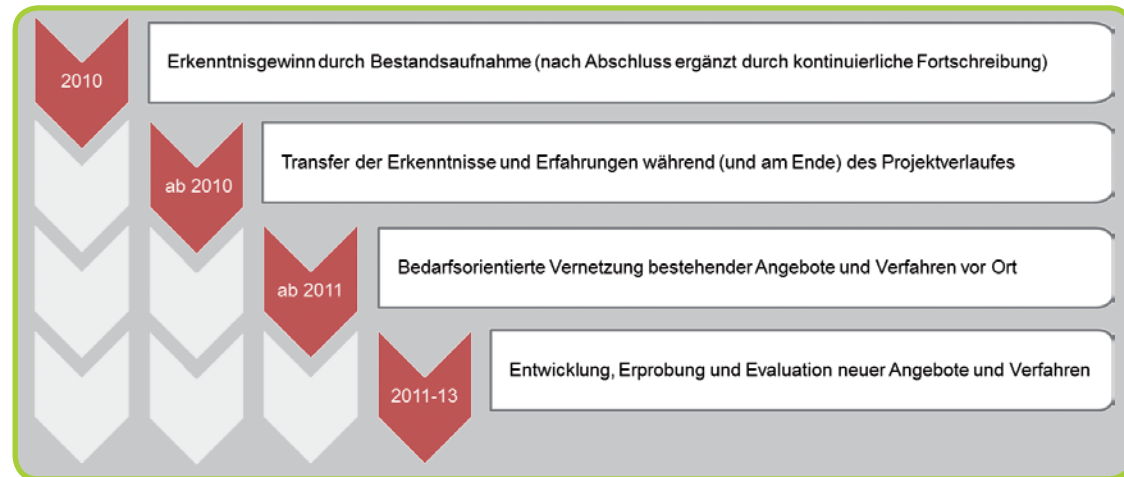 2010
Erkenntnisgewinn durch Bestandsaufnahme (nach Abschluss ergänzt durch kontinuierliche Fortschreibung)
ab 2010
Transfer der Erkenntnisse und Erfahrungen während (und am Ende) des Projektverlaufes
ab 2011
Bedarfsorientierte Vernetzung bestehender Angebote und Verfahren vor Ort
2011-13
Entwicklung, Erprobung und Evaluation neuer Angebote und Verfahren